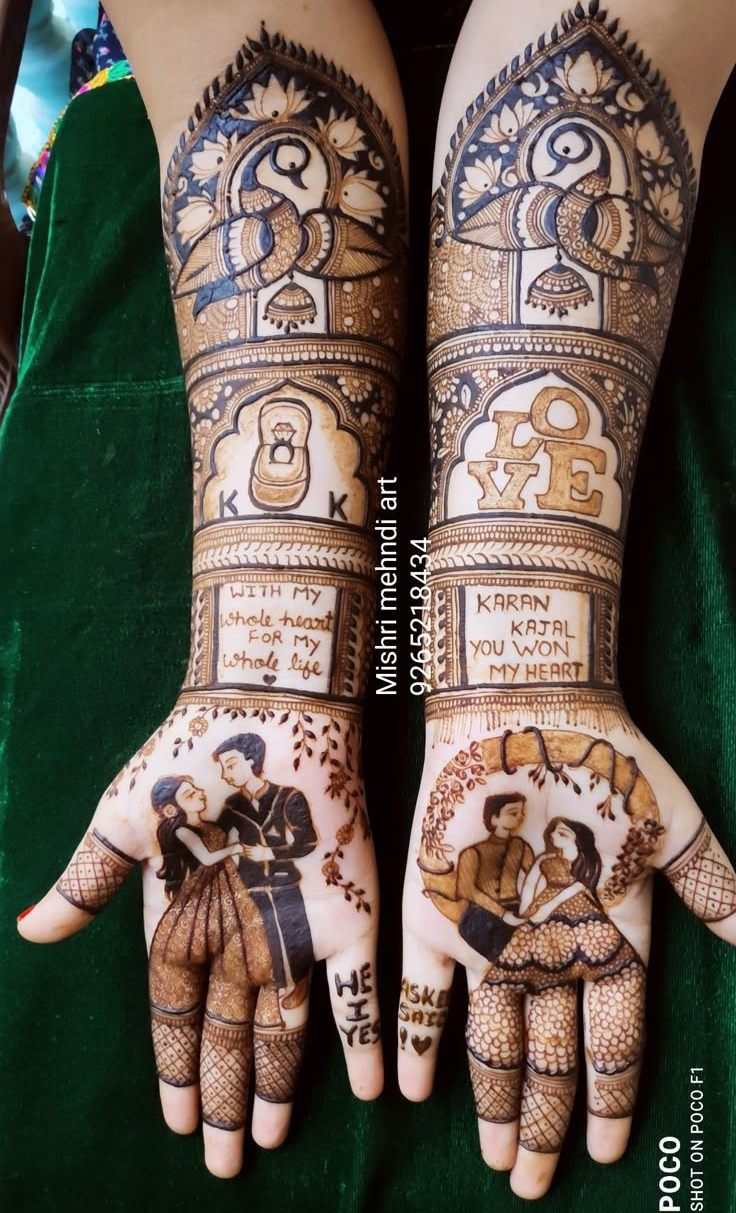 K K
LOVE
WITH MY
whole heart
FOR MY
whole life
KARAN
KAJAL
YOU WON
MY HEART
Mishri mehndi art
9265218434
HE ASKED
I SAID
YES !
POCO
SHOT ON POCO F1